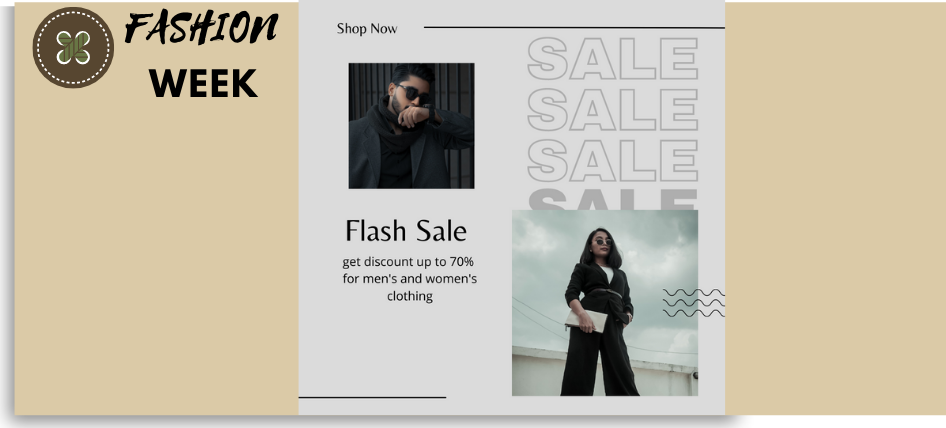 FASHION
WEEK
Shop Now
SALE
SALE
SALE
SALE
Flash Sale
get discount up to 70%
for men's and women's
clothing